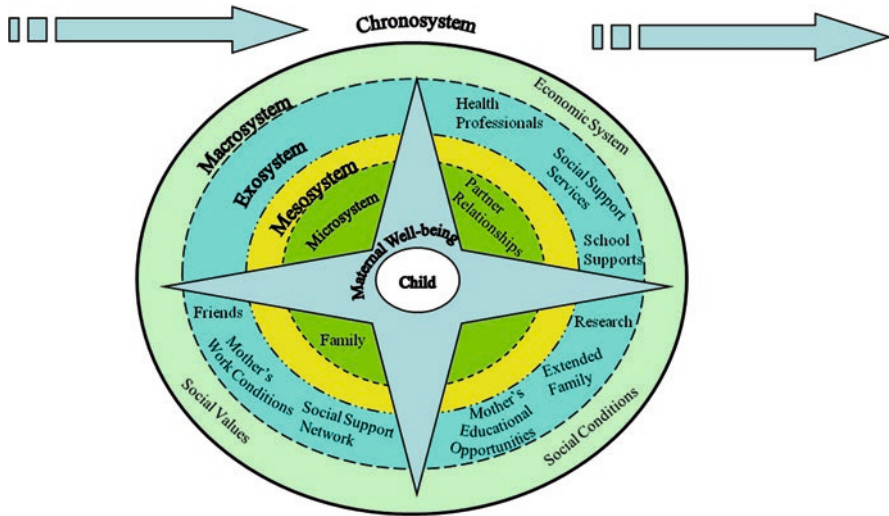 Chronosystem
Economic System
Macrosystem
Health
Professionals
Exosystem
Social Support
Services
Mesosystem
Microsystem
Partner
Relationships
School
Supports
Maternal Well-being
Child
Friends
Research
Family
Mother's
Work Conditions
Extended
Family
Social Support
Network
Mother's
Educational
Opportunities
Social Values
Social Conditions